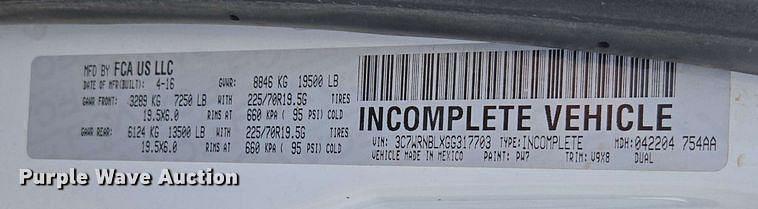 MFD BY FCA US LLC
DATE OF MFR(BUILT): 4-16 GVWR: 8846 KG 19500 LB
GAWR FRONT: 3289 KG 7250 LB WITH 225/70R19.5G TIRES
19.5X6.0 RIMS AT 660 KPA ( 95 PSI) COLD
GAWR REAR: 6124 KG 13500 LB WITH 225/70R19.5G TIRES
19.5X6.0 RIMS AT 660 KPA ( 95 PSI) COLD
INCOMPLETE VEHICLE
VIN: 3C7WRNBLXGG317703 TYPE:INCOMPLETE MDH:042204 754AA
VEHICLE MADE IN MEXICO PAINT: PW7 TRIM: V9X8 DUAL
Purple Wave Auction